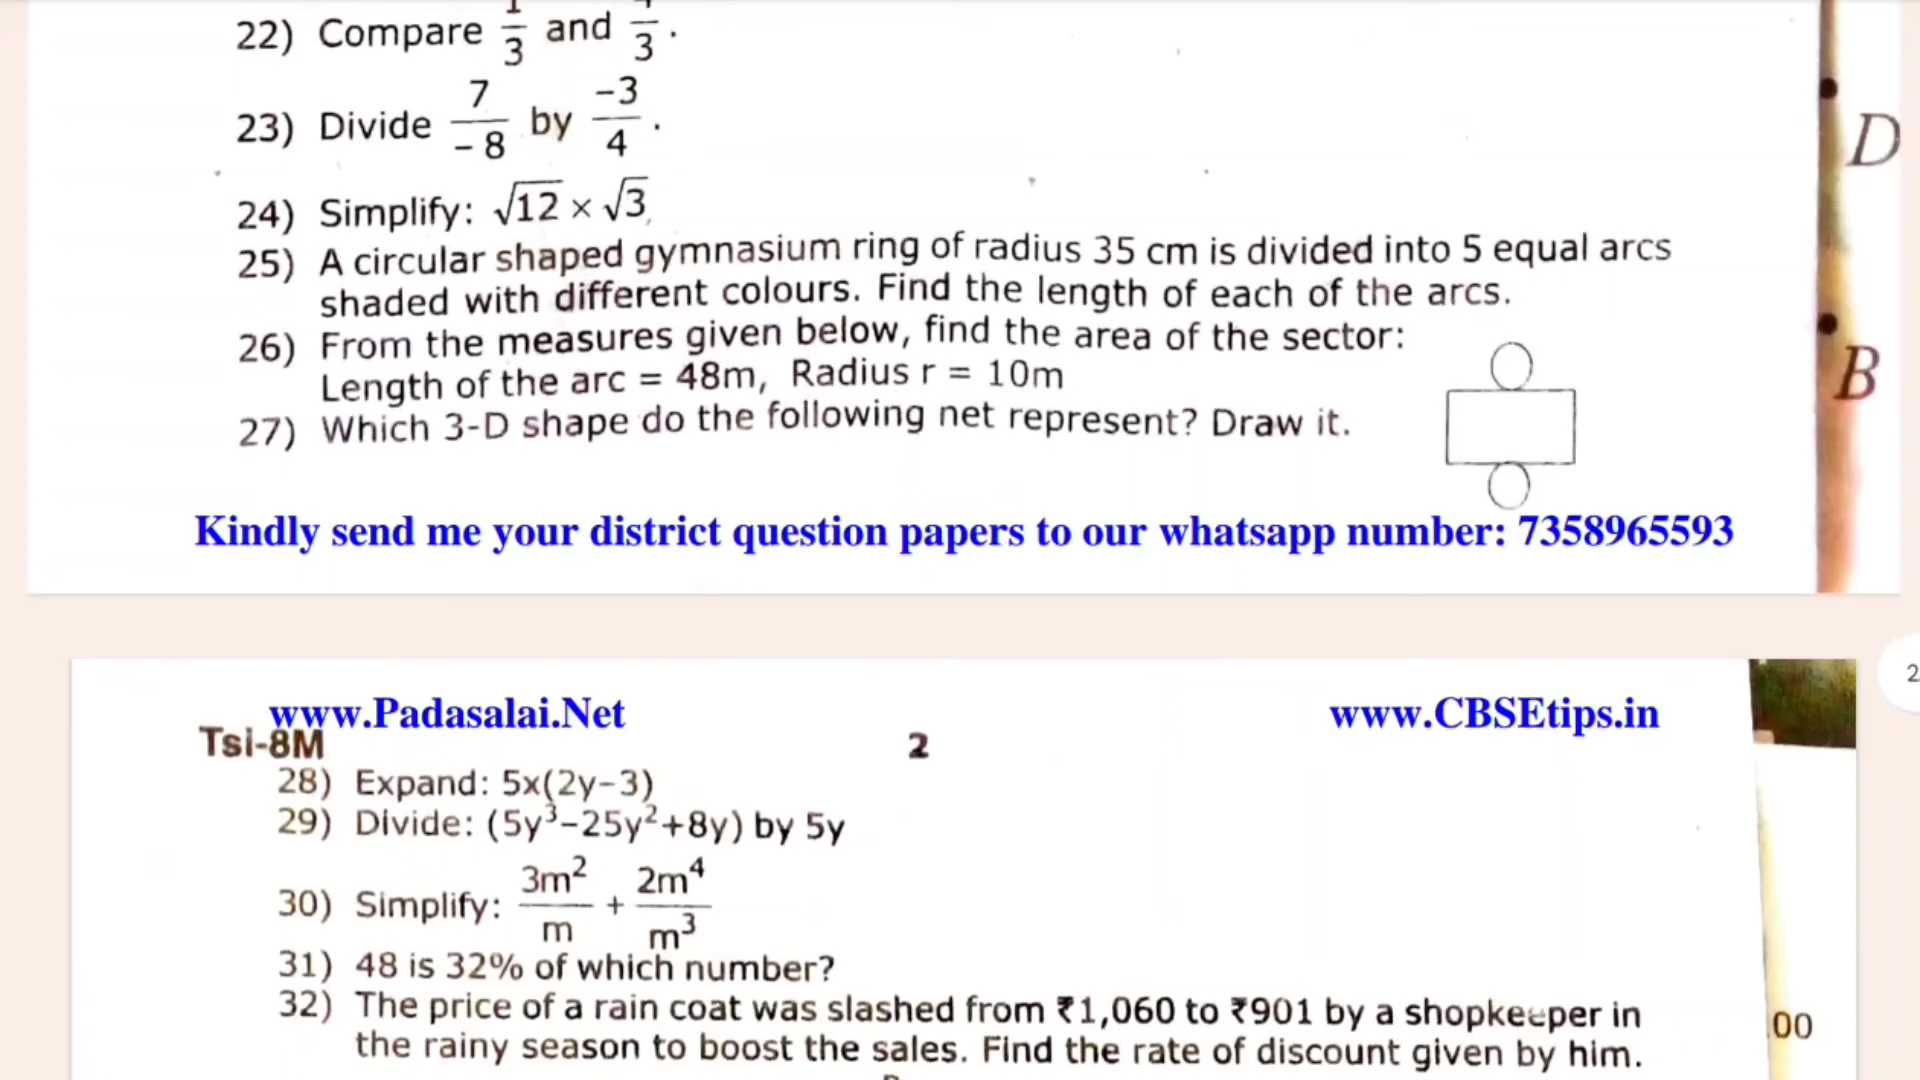 22) Compare 1/3 and /3 .
23) Divide 7/-8 by -3/4 .
24) Simplify: √12 × √3
25) A circular shaped gymnasium ring of radius 35 cm is divided into 5 equal arcs
shaded with different colours. Find the length of each of the arcs.
26) From the measures given below, find the area of the sector:
Length of the arc = 48m, Radius r = 10m
27) Which 3-D shape do the following net represent? Draw it.
D
B
Kindly send me your district question papers to our whatsapp number: 7358965593
2
www.Padasalai.Net www.CBSEtips.in
Tsi-8M 2
28) Expand: 5x(2y-3)
29) Divide: (5y³-25y²+8y) by 5y
30) Simplify: 3m²/m + 2m⁴/m³
31) 48 is 32% of which number?
32) The price of a rain coat was slashed from ₹1,060 to ₹901 by a shopkeeper in
the rainy season to boost the sales. Find the rate of discount given by him.
00